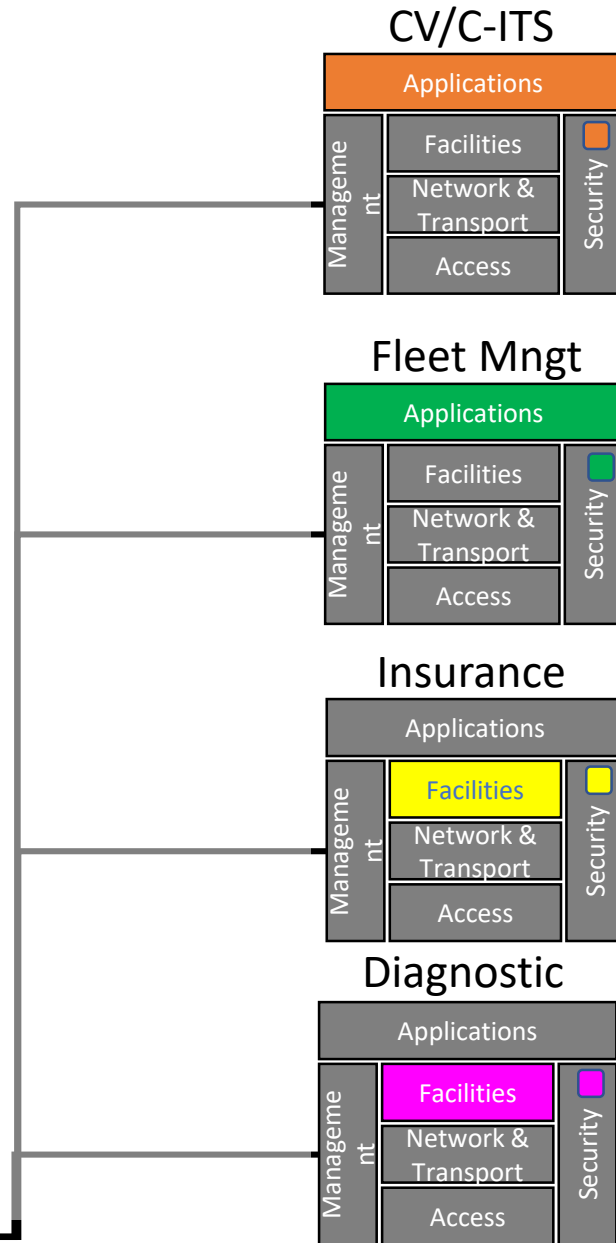 CV/C-ITS
Applications
Manageme
nt
Facilities
Network &
Transport
Access
Security
Fleet Mngt
Applications
Manageme
nt
Facilities
Network &
Transport
Access
Security
Insurance
Applications
Manageme
nt
Facilities
Network &
Transport
Access
Security
Diagnostic
Applications
Manageme
nt
Facilities
Network &
Transport
Access
Security